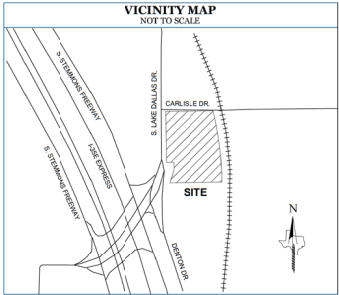 VICINITY MAP
NOT TO SCALE
S. STEMMONS FREEWAY
S. LAKE DALLAS DR.
CARLISLE DR.
I-35E EXPRESS
S. STEMMONS FREEWAY
SITE
DENTON DR
N